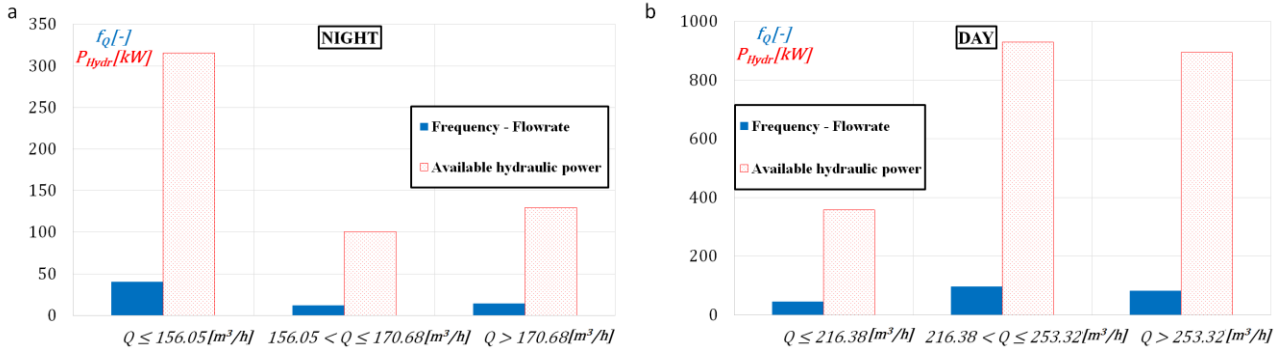 a
350
300
250
200
150
100
50
0
f_Q[-]
P_Hydr[kW]
NIGHT
Frequency - Flowrate
Available hydraulic power
Q ≤ 156.05[m³/h]
156.05 < Q ≤ 170.68[m³/h]
Q > 170.68[m³/h]
b
1000
800
600
400
200
0
f_Q[-]
P_Hydr[kW]
DAY
Frequency - Flowrate
Available hydraulic power
Q ≤ 216.38[m³/h]
216.38 < Q ≤ 253.32[m³/h]
Q > 253.32[m³/h]